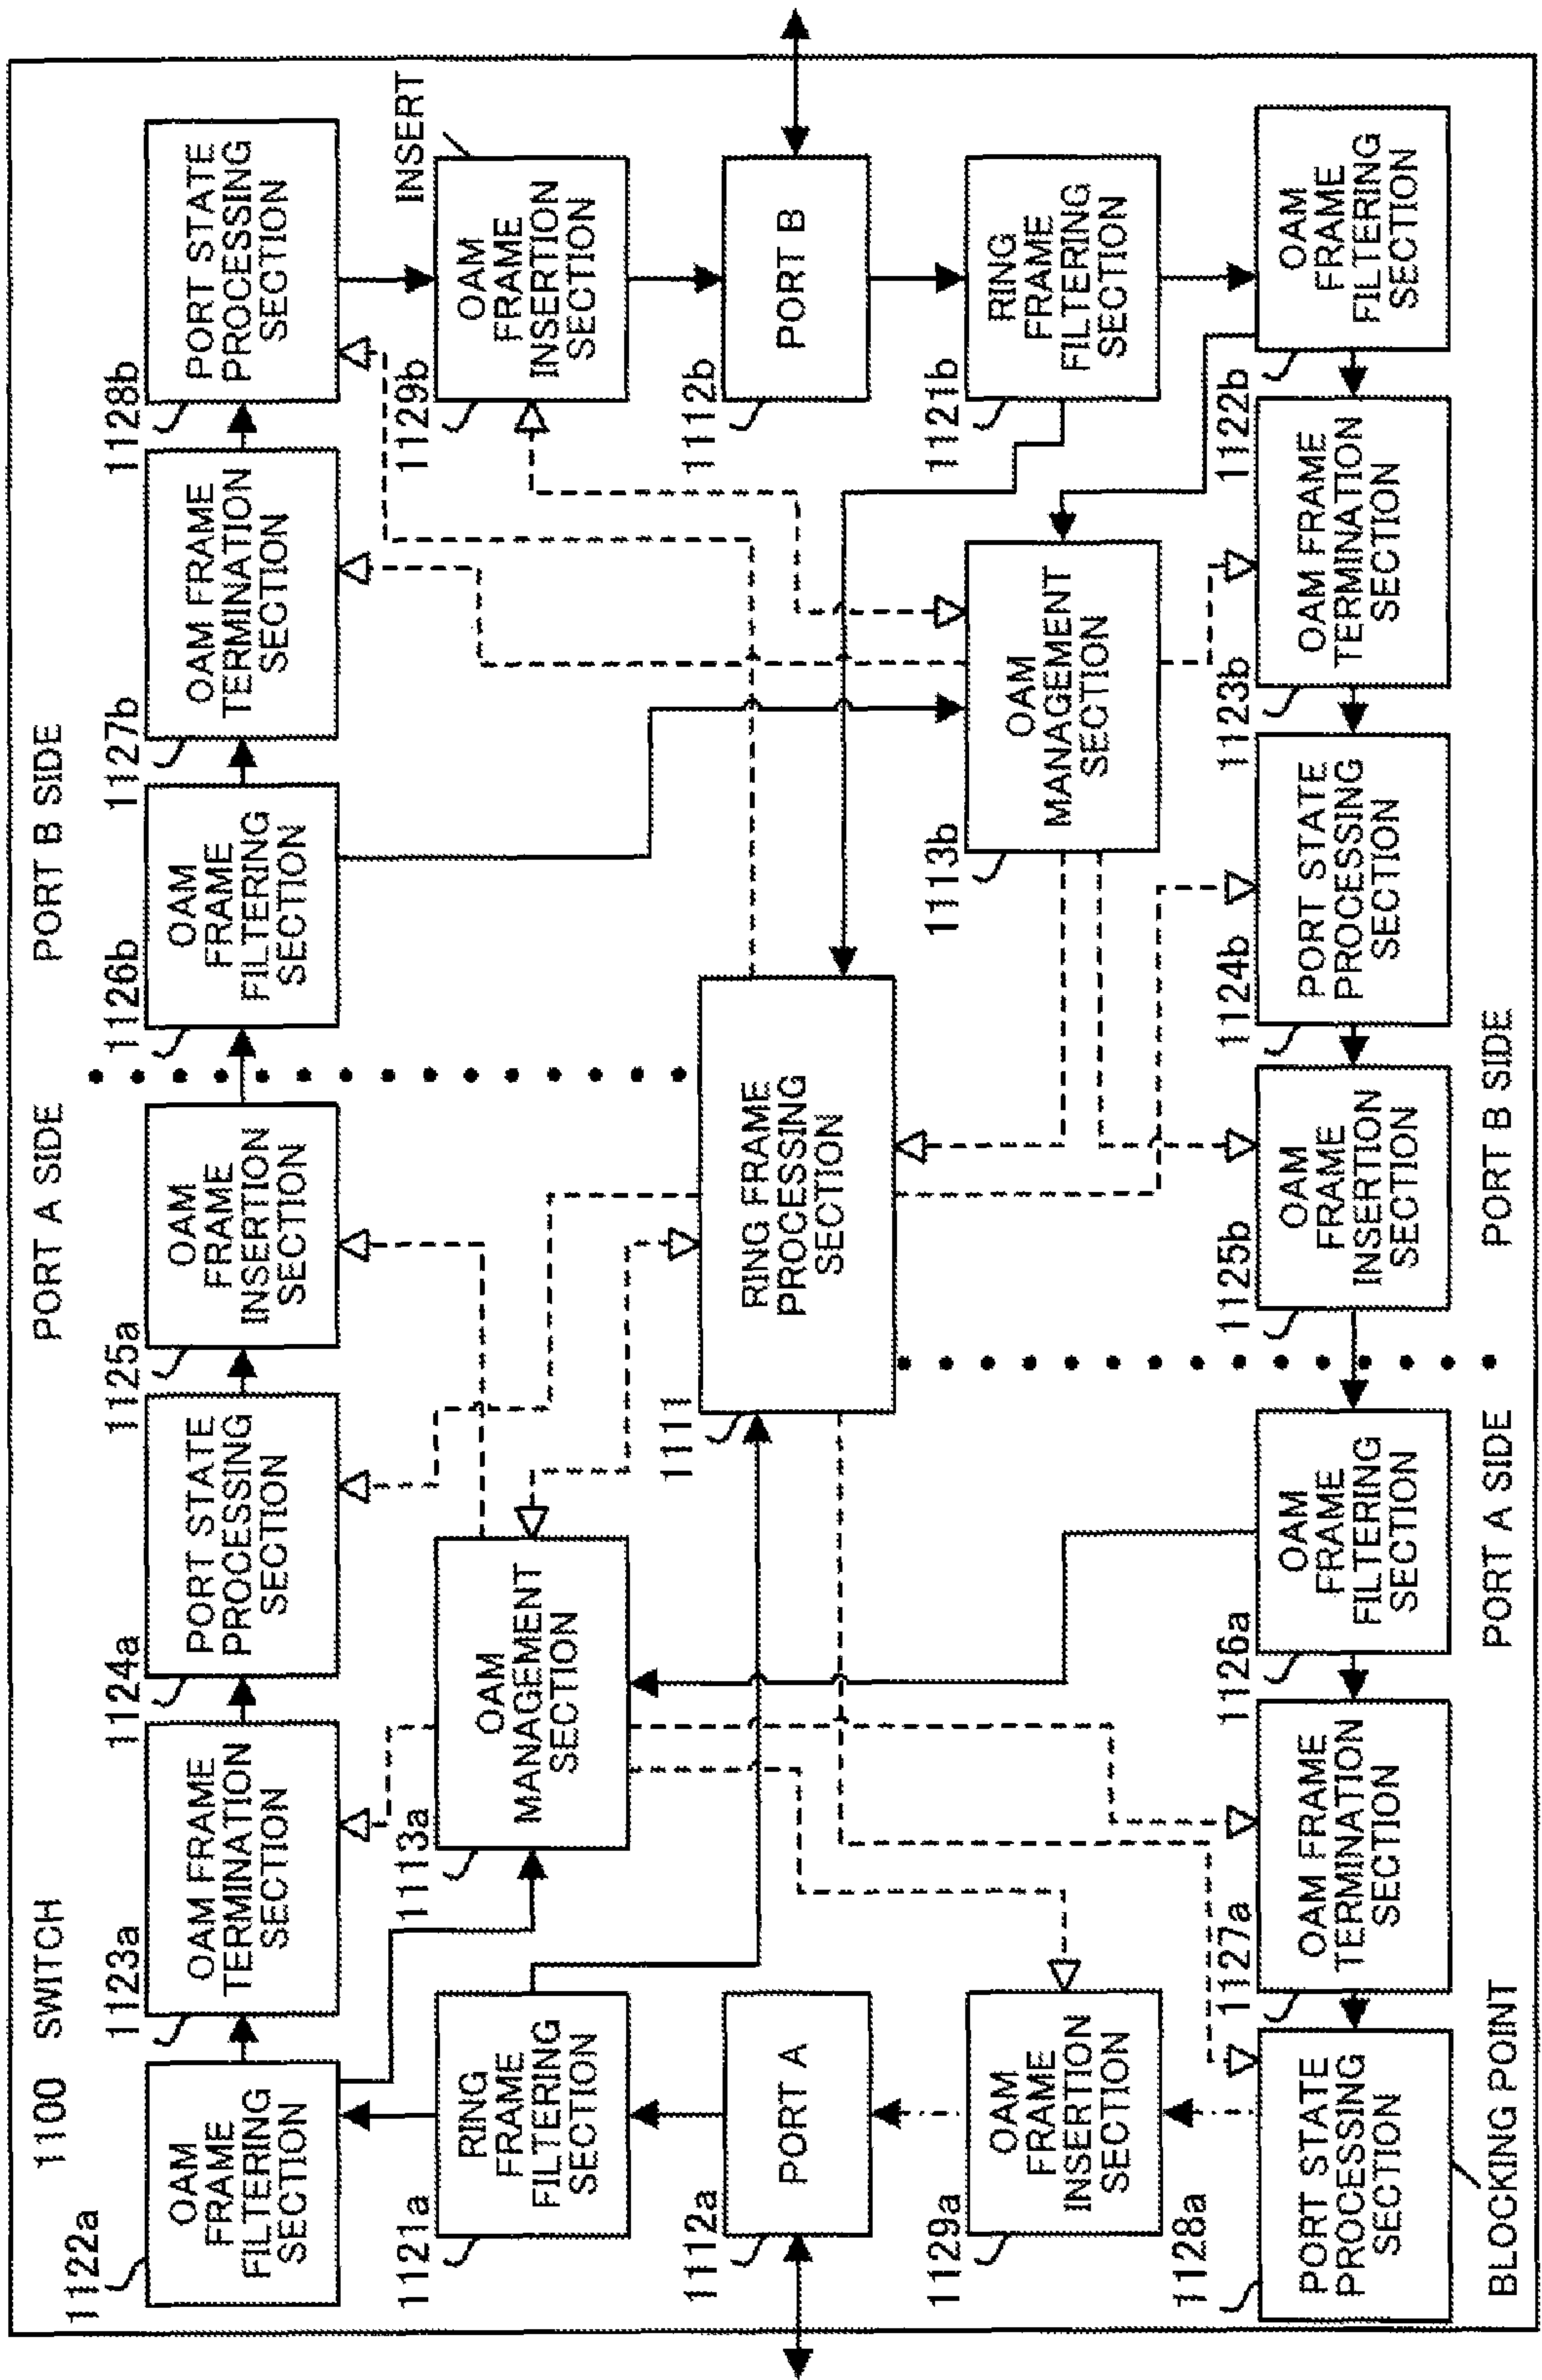 1100 SWITCH
PORT A SIDE
PORT B SIDE
1122a
OAM
FRAME
FILTERING
SECTION
1123a
OAM FRAME
TERMINATION
SECTION
1124a
PORT STATE
PROCESSING
SECTION
1125a
OAM
FRAME
INSERTION
SECTION
1126b
OAM
FRAME
FILTERING
SECTION
1127b
OAM FRAME
TERMINATION
SECTION
1128b
PORT STATE
PROCESSING
SECTION
1121a
RING
FRAME
FILTERING
SECTION
1113a
OAM
MANAGEMENT
SECTION
1129b
OAM
FRAME
INSERTION
SECTION
INSERT
1112a
PORT A
1111
RING FRAME
PROCESSING
SECTION
1112b
PORT B
1129a
OAM
FRAME
INSERTION
SECTION
1113b
OAM
MANAGEMENT
SECTION
1121b
RING
FRAME
FILTERING
SECTION
1128a
PORT STATE
PROCESSING
SECTION
1127a
OAM FRAME
TERMINATION
SECTION
1126a
OAM
FRAME
FILTERING
SECTION
1125b
OAM
FRAME
INSERTION
SECTION
1124b
PORT STATE
PROCESSING
SECTION
1123b
OAM FRAME
TERMINATION
SECTION
1122b
OAM
FRAME
FILTERING
SECTION
BLOCKING POINT
PORT A SIDE
PORT B SIDE